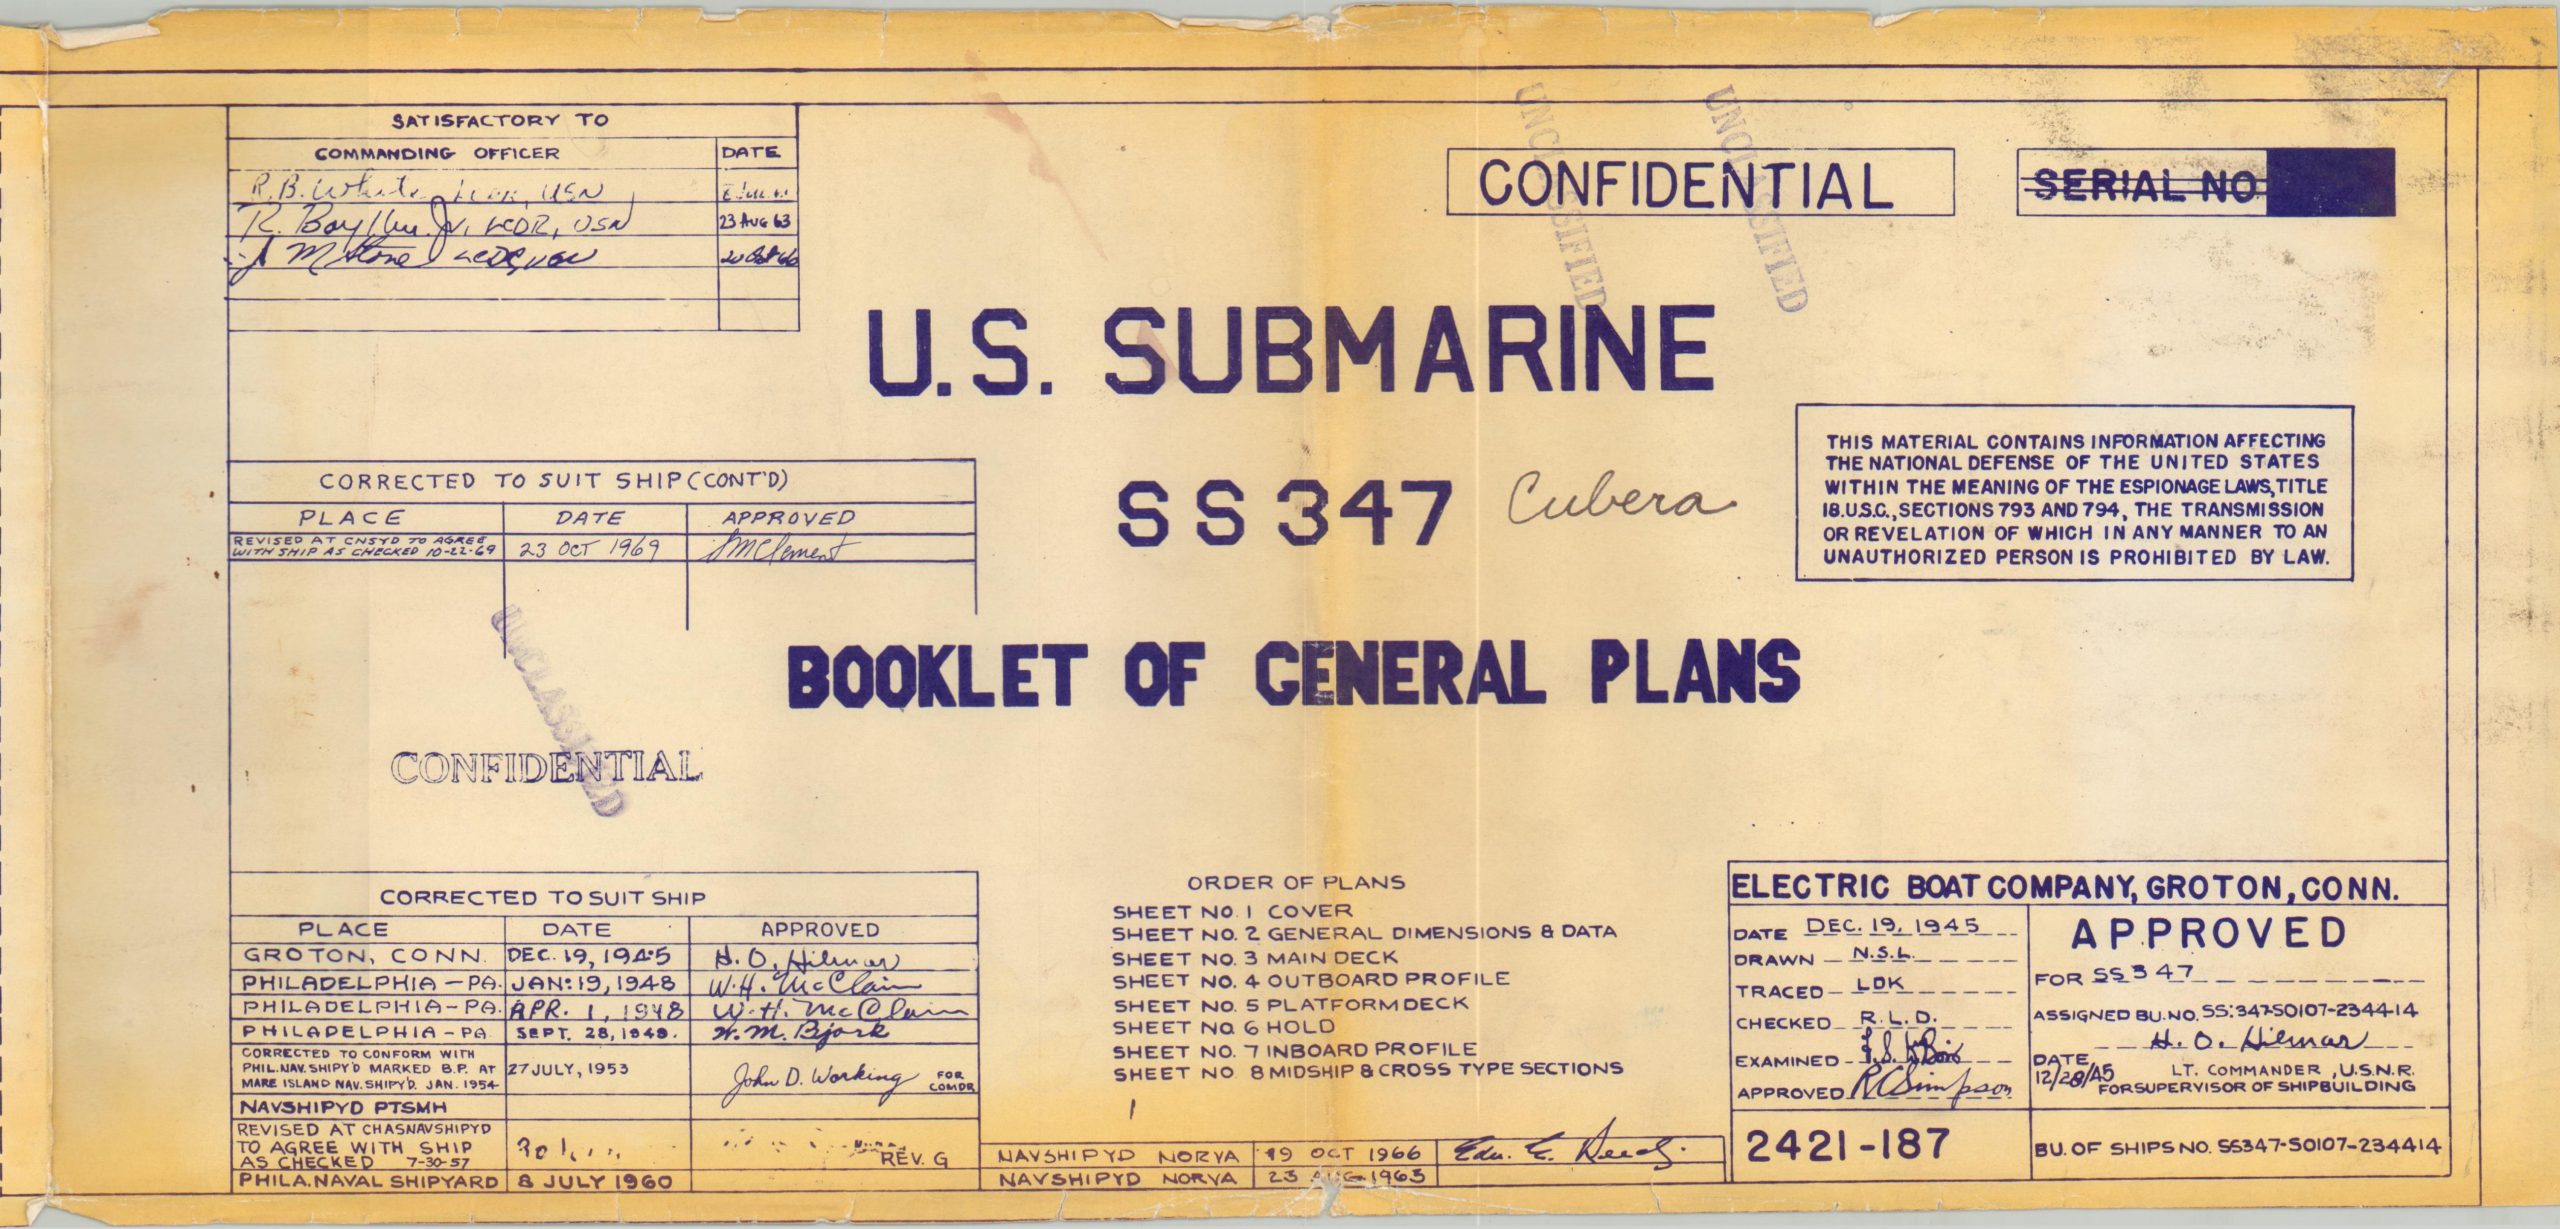 SATISFACTORY TO
COMMANDING OFFICER DATE
R.B. USN
R. Jr. LCDR, USN 23 AUG 63
UNCLASSIFIED
UNCLASSIFIED
CONFIDENTIAL
SERIAL NO
U.S. SUBMARINE
SS347 Cubera
THIS MATERIAL CONTAINS INFORMATION AFFECTING
THE NATIONAL DEFENSE OF THE UNITED STATES
WITHIN THE MEANING OF THE ESPIONAGE LAWS, TITLE
18.U.S.C., SECTIONS 793 AND 794, THE TRANSMISSION
OR REVELATION OF WHICH IN ANY MANNER TO AN
UNAUTHORIZED PERSON IS PROHIBITED BY LAW.
CORRECTED TO SUIT SHIP (CONT'D)
PLACE DATE APPROVED
REVISED AT CNSYD TO AGREE
WITH SHIP AS CHECKED 10-22-69 23 OCT 1969
BOOKLET OF GENERAL PLANS
UNCLASSIFIED
CONFIDENTIAL
CORRECTED TO SUIT SHIP
PLACE DATE APPROVED
GROTON, CONN. DEC. 19, 1945 H. O. Hilmar
PHILADELPHIA - PA. JAN: 19, 1948 W. H. McClain
PHILADELPHIA - PA. APR. 1, 1948 W. H. McClain
PHILADELPHIA - PA. SEPT. 28, 1949. W. M. Bjork
CORRECTED TO CONFORM WITH
PHIL. NAV. SHIPY'D MARKED B.P. AT
MARE ISLAND NAV. SHIPY'D. JAN. 1954 27 JULY, 1953 John D. Working FOR COMDR
NAVSHIPYD PTSMH
REVISED AT CHASNAVSHIPYD
TO AGREE WITH SHIP
AS CHECKED 7-30-57 REV. G
PHILA. NAVAL SHIPYARD 8 JULY 1960
ORDER OF PLANS
SHEET NO. 1 COVER
SHEET NO. 2 GENERAL DIMENSIONS & DATA
SHEET NO. 3 MAIN DECK
SHEET NO. 4 OUTBOARD PROFILE
SHEET NO. 5 PLATFORM DECK
SHEET NO. 6 HOLD
SHEET NO. 7 INBOARD PROFILE
SHEET NO. 8 MIDSHIP & CROSS TYPE SECTIONS
NAVSHIPYD NORVA 19 OCT 1966
NAVSHIPYD NORVA 23 AUG 1963
ELECTRIC BOAT COMPANY, GROTON, CONN.
DATE DEC. 19, 1945
DRAWN N.S.L.
TRACED LDK
CHECKED R.L.D.
EXAMINED
APPROVED R C Simpson
2421-187
APPROVED
FOR SS 347
ASSIGNED BU. NO. SS:347-S0107-234414
H. O. Hilmar
DATE 12/28/45 LT. COMMANDER, U.S.N.R.
FOR SUPERVISOR OF SHIPBUILDING
BU. OF SHIPS NO. SS347-S0107-234414